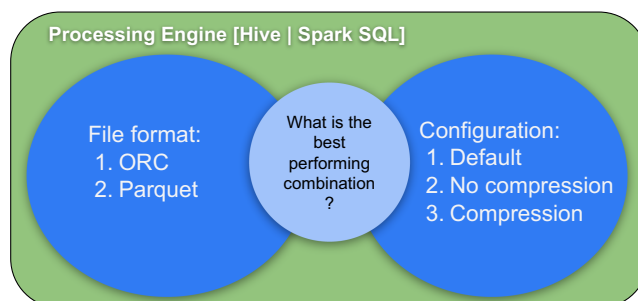 Processing Engine [Hive | Spark SQL]
File format:
1. ORC
2. Parquet
What is the
best
performing
combination
?
Configuration:
1. Default
2. No compression
3. Compression